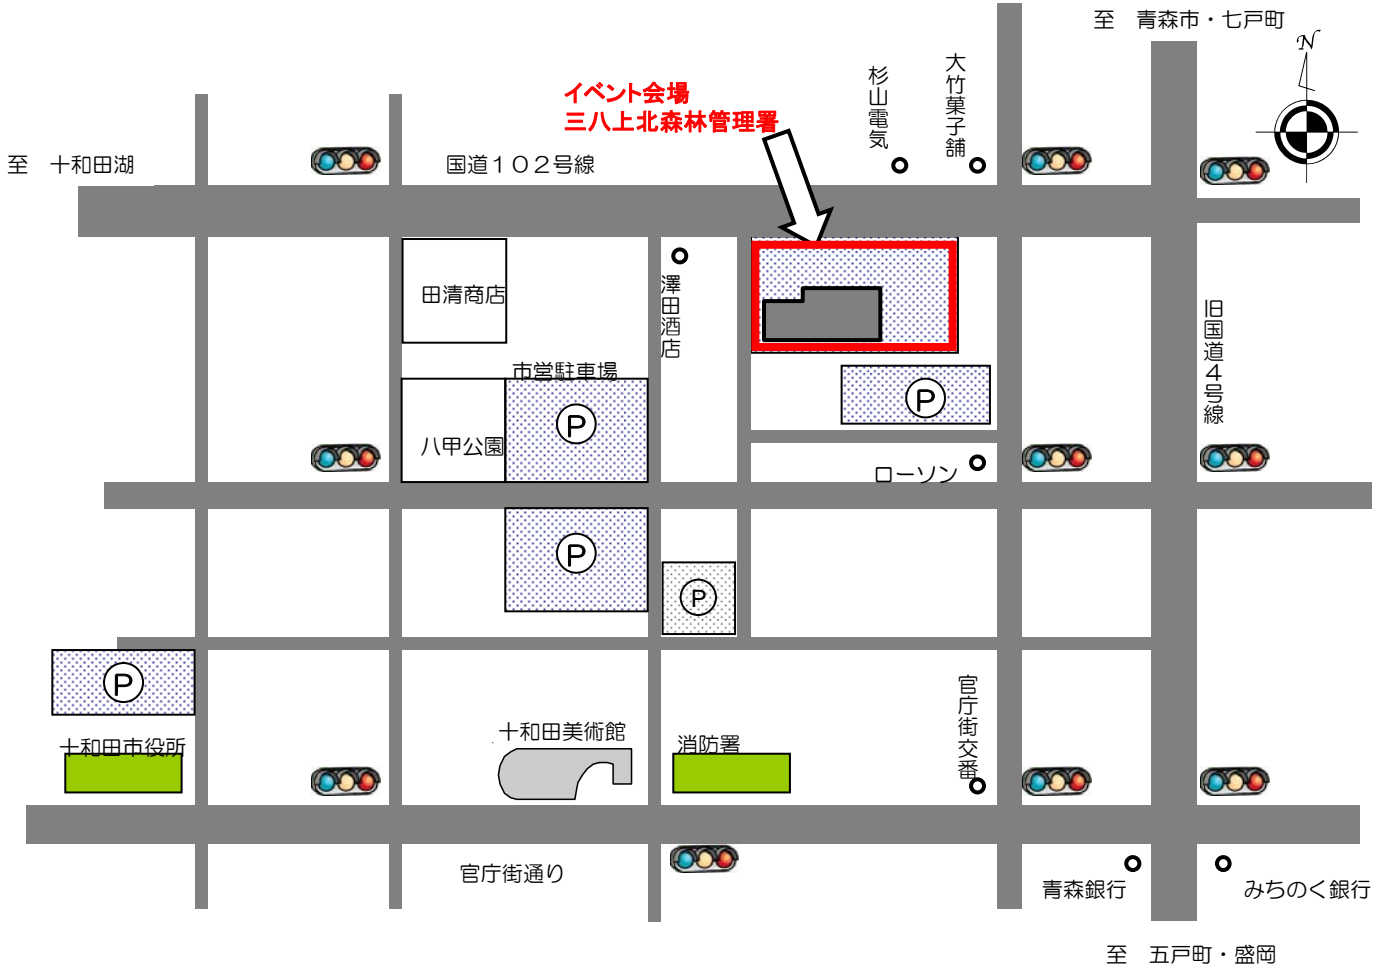 至　青森市・七戸町
N
大竹菓子舗
杉山電気
イベント会場
三八上北森林管理署
至　十和田湖
国道１０２号線
田清商店
澤田酒店
旧国道４号線
市営駐車場
P
P
八甲公園
ローソン
P
P
P
官庁街交番
十和田市役所
十和田美術館
消防署
官庁街通り
青森銀行
みちのく銀行
至　五戸町・盛岡